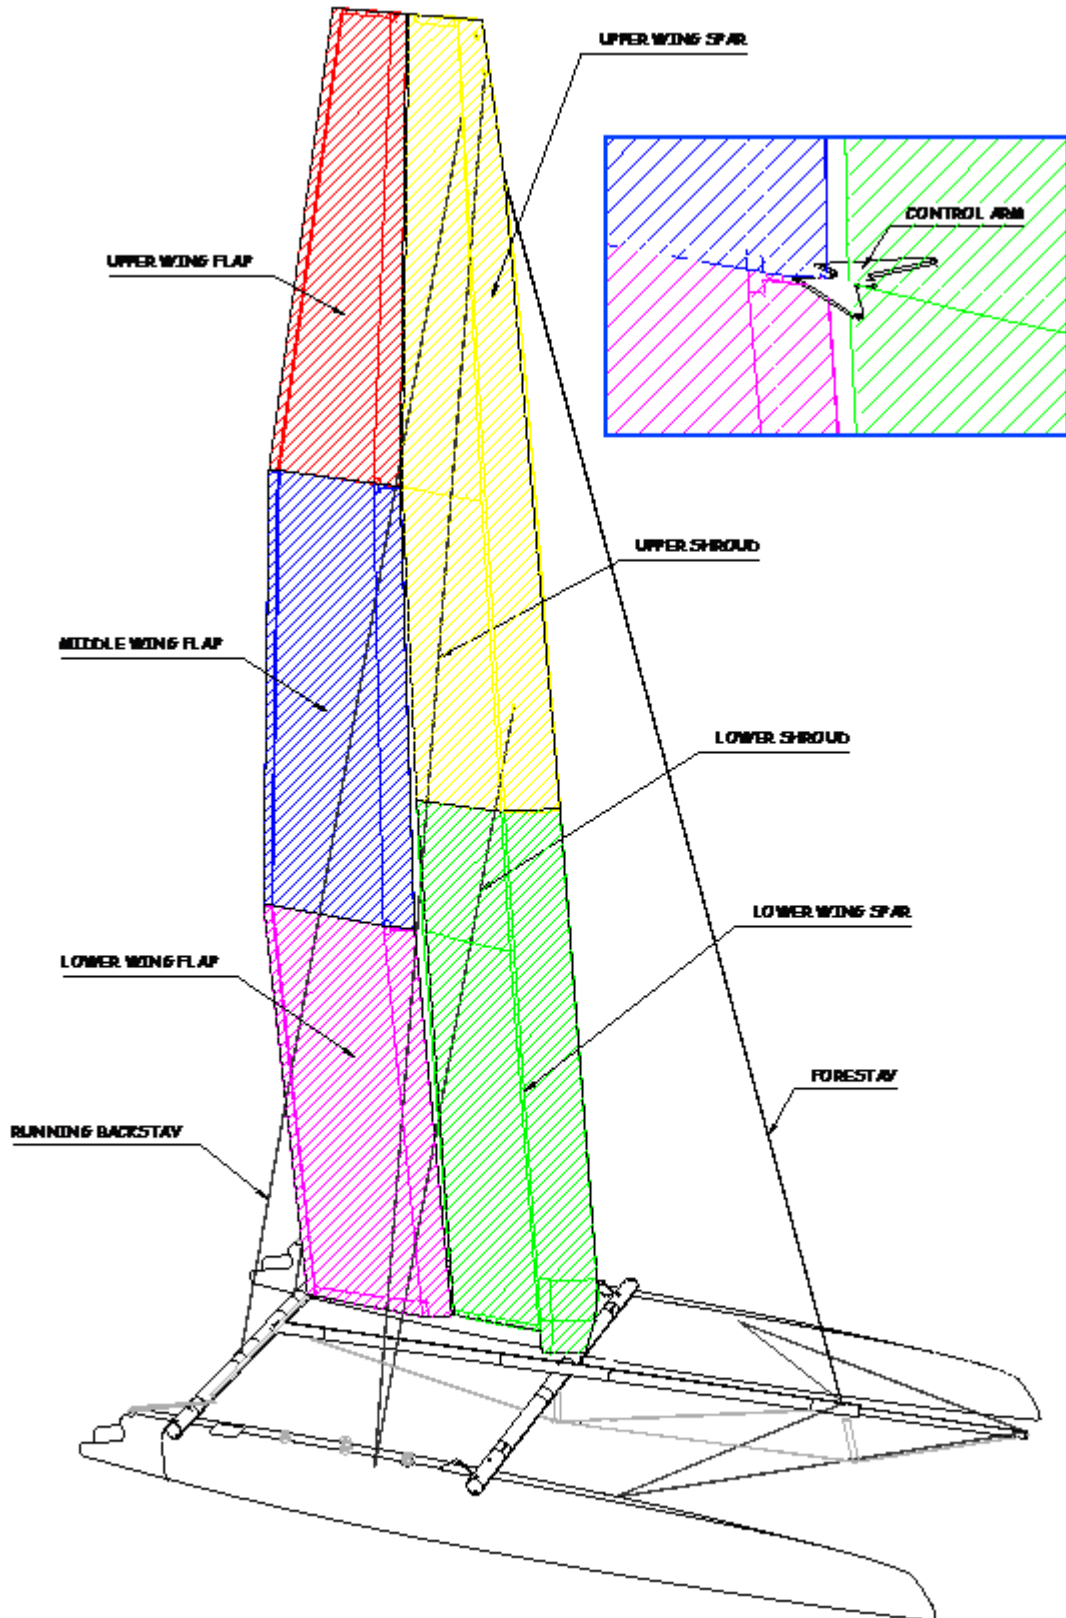 UPPER WING SPAR
CONTROL ARM
UPPER WING FLAP
UPPER SHROUD
MIDDLE WING FLAP
LOWER SHROUD
LOWER WING SPAR
LOWER WING FLAP
FORESTAY
RUNNING BACKSTAY